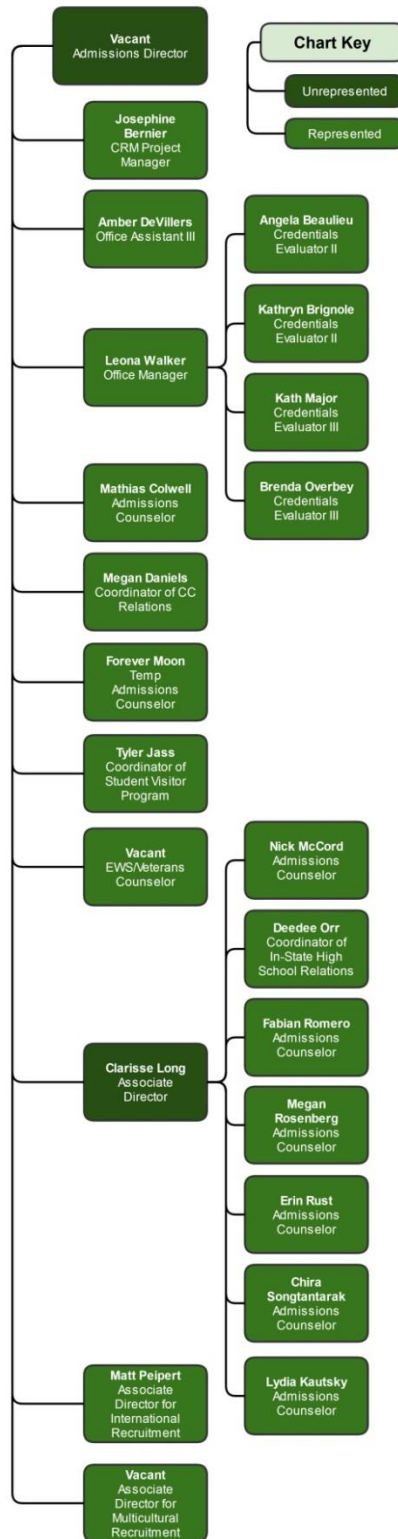 Vacant
Admissions Director
Chart Key
Unrepresented
Represented
Josephine
Bernier
CRM Project
Manager
Amber DeVillers
Office Assistant III
Leona Walker
Office Manager
Angela Beaulieu
Credentials
Evaluator II
Kathryn Brignole
Credentials
Evaluator II
Kath Major
Credentials
Evaluator III
Brenda Overbey
Credentials
Evaluator III
Mathias Colwell
Admissions
Counselor
Megan Daniels
Coordinator of CC
Relations
Forever Moon
Temp
Admissions
Counselor
Tyler Jass
Coordinator of
Student Visitor
Program
Vacant
EWS/Veterans
Counselor
Clarisse Long
Associate
Director
Nick McCord
Admissions
Counselor
Deedee Orr
Coordinator of
In-State High
School Relations
Fabian Romero
Admissions
Counselor
Megan
Rosenberg
Admissions
Counselor
Erin Rust
Admissions
Counselor
Chira
Songtantarak
Admissions
Counselor
Lydia Kautsky
Admissions
Counselor
Matt Peipert
Associate
Director for
International
Recruitment
Vacant
Associate
Director for
Multicultural
Recruitment